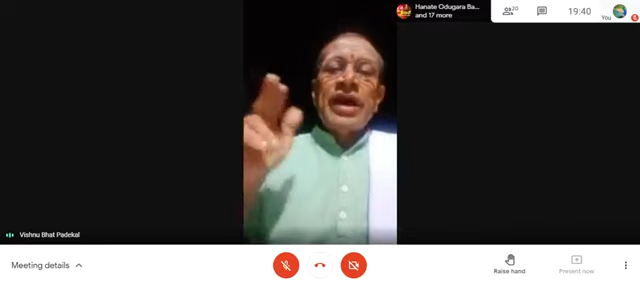 Hanate Odugara Ba...
and 17 more
20
19:40
You
Vishnu Bhat Padekal
Meeting details
Raise hand
Present now